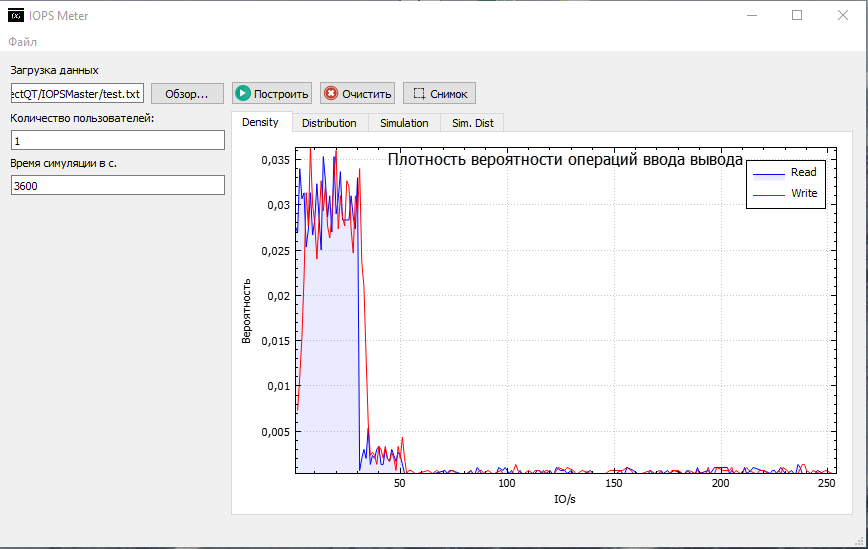 IOPS Meter
Файл
Загрузка данных
ectQT/IOPSMaster/test.txt
Обзор...
Построить
Очистить
Снимок
Количество пользователей:
1
Время симуляции в с.
3600
Density
Distribution
Simulation
Sim. Dist
Плотность вероятности операций ввода вывода
Read
Write
Вероятность
0,035
0,03
0,025
0,02
0,015
0,01
0,005
50
100
150
200
250
IO/s